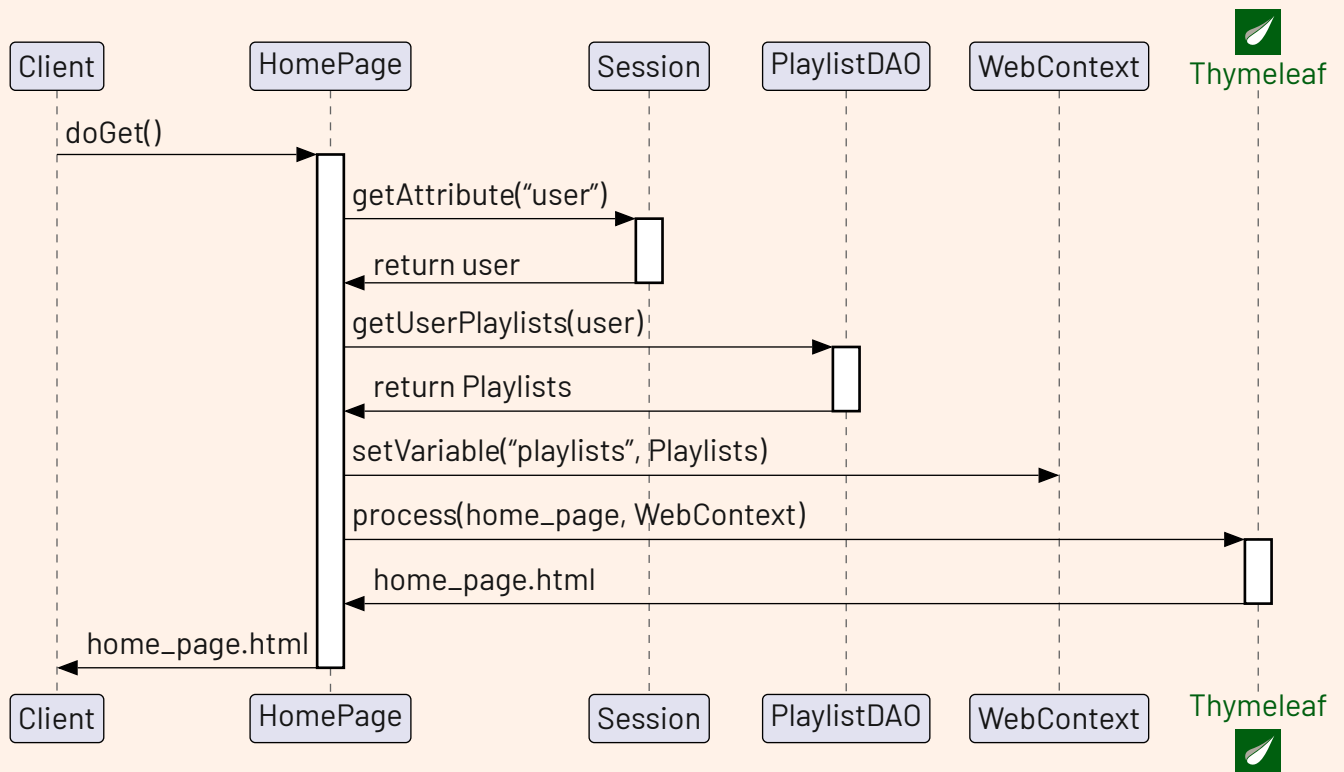 Client
HomePage
Session
PlaylistDAO
WebContext
Thymeleaf
doGet()
getAttribute(“user”)
return user
getUserPlaylists(user)
return Playlists
setVariable(“playlists”, Playlists)
process(home_page, WebContext)
home_page.html
home_page.html
Client
HomePage
Session
PlaylistDAO
WebContext
Thymeleaf